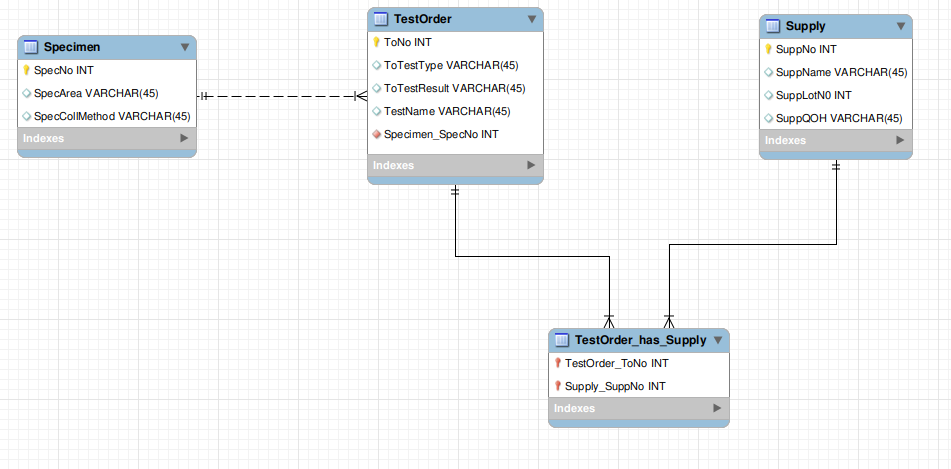 Specimen
SpecNo INT
SpecArea VARCHAR(45)
SpecCollMethod VARCHAR(45)
Indexes
TestOrder
ToNo INT
ToTestType VARCHAR(45)
ToTestResult VARCHAR(45)
TestName VARCHAR(45)
Specimen_SpecNo INT
Indexes
Supply
SuppNo INT
SuppName VARCHAR(45)
SuppLotN0 INT
SuppQOH VARCHAR(45)
Indexes
TestOrder_has_Supply
TestOrder_ToNo INT
Supply_SuppNo INT
Indexes